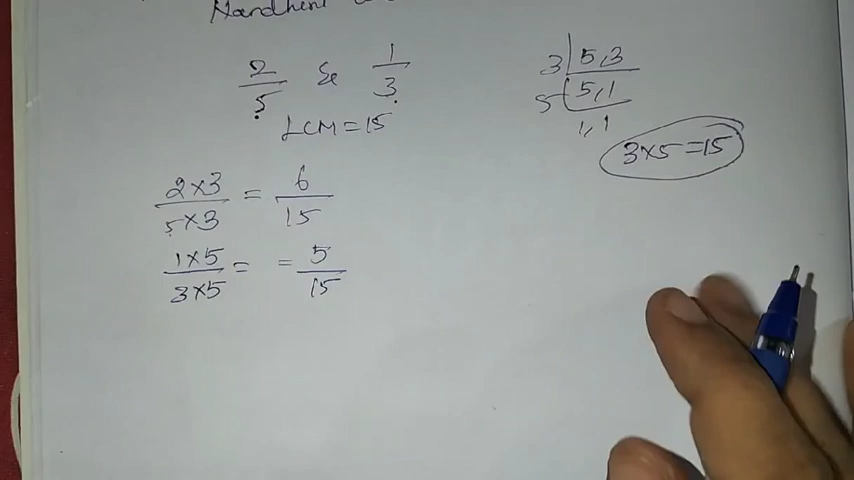 Nandhini
2/5 & 1/3
LCM = 15
3 | 5, 3
5 | 5, 1
1, 1
3×5 = 15
2×3/5×3 = 6/15
1×5/3×5 = = 5/15